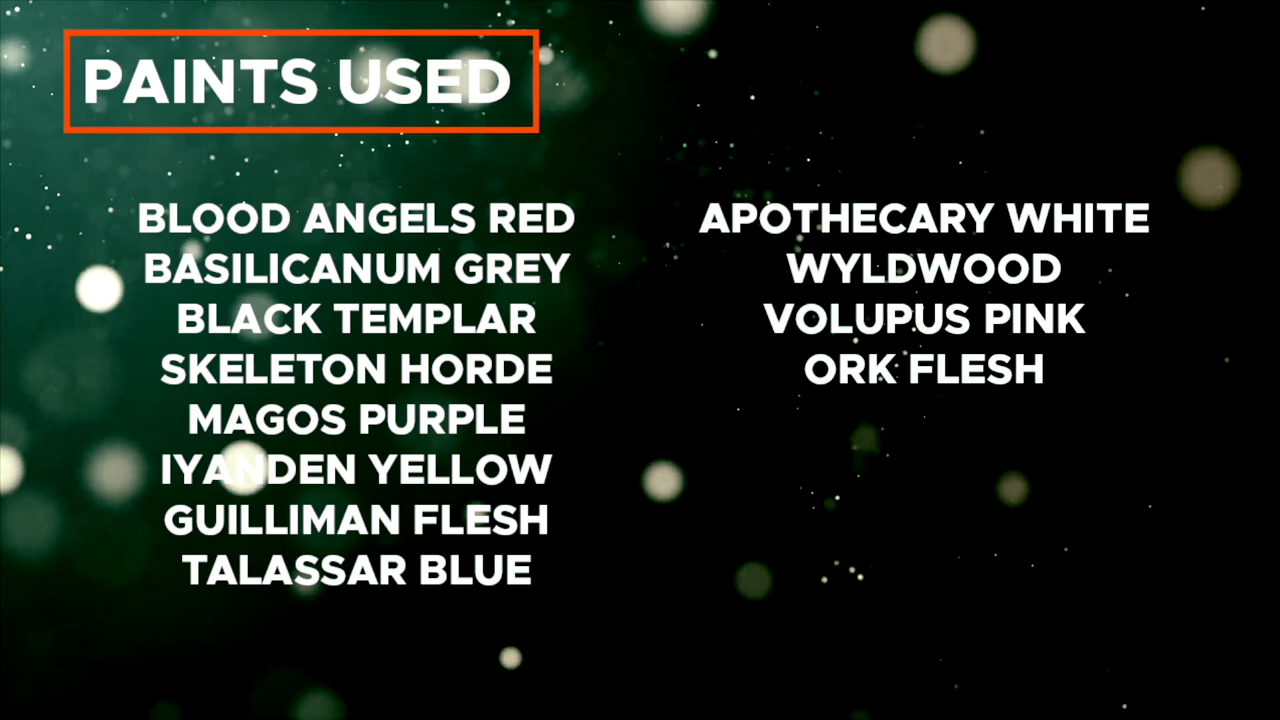 PAINTS USED
BLOOD ANGELS RED
BASILICANUM GREY
BLACK TEMPLAR
SKELETON HORDE
MAGOS PURPLE
IYANDEN YELLOW
GUILLIMAN FLESH
TALASSAR BLUE
APOTHECARY WHITE
WYLDWOOD
VOLUPUS PINK
ORK FLESH